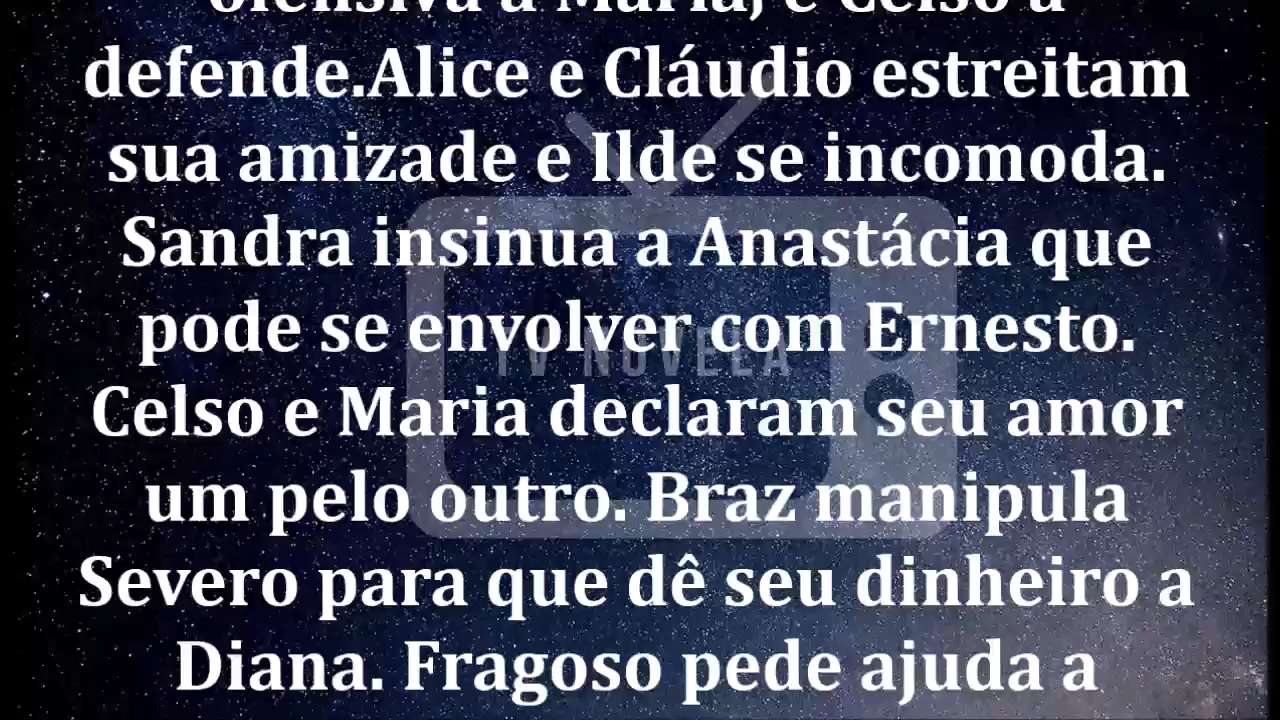 ofensiva a Maria, e Celso a
defende.Alice e Cláudio estreitam
sua amizade e Ilde se incomoda.
Sandra insinua a Anastácia que
pode se envolver com Ernesto.
TV NOVELA
Celso e Maria declaram seu amor
um pelo outro. Braz manipula
Severo para que dê seu dinheiro a
Diana. Fragoso pede ajuda a